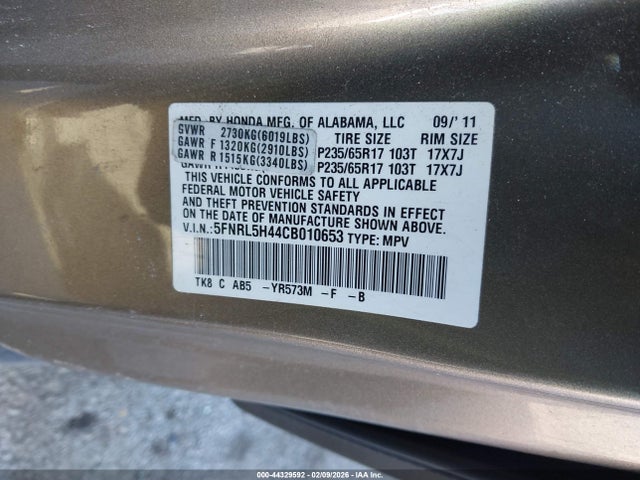 MFD. BY HONDA MFG. OF ALABAMA, LLC 09/'11
GVWR 2730KG(6019LBS) TIRE SIZE RIM SIZE
GAWR F 1320KG(2910LBS) P235/65R17 103T 17X7J
GAWR R 1515KG(3340LBS) P235/65R17 103T 17X7J
THIS VEHICLE CONFORMS TO ALL APPLICABLE
FEDERAL MOTOR VEHICLE SAFETY
AND THEFT PREVENTION STANDARDS IN EFFECT
ON THE DATE OF MANUFACTURE SHOWN ABOVE.
V.I.N.: 5FNRL5H44CB010653 TYPE: MPV
TK8 C AB5 -YR573M -F -B
000-44329592 - 02/09/2026 - © 2026 IAA, LLC